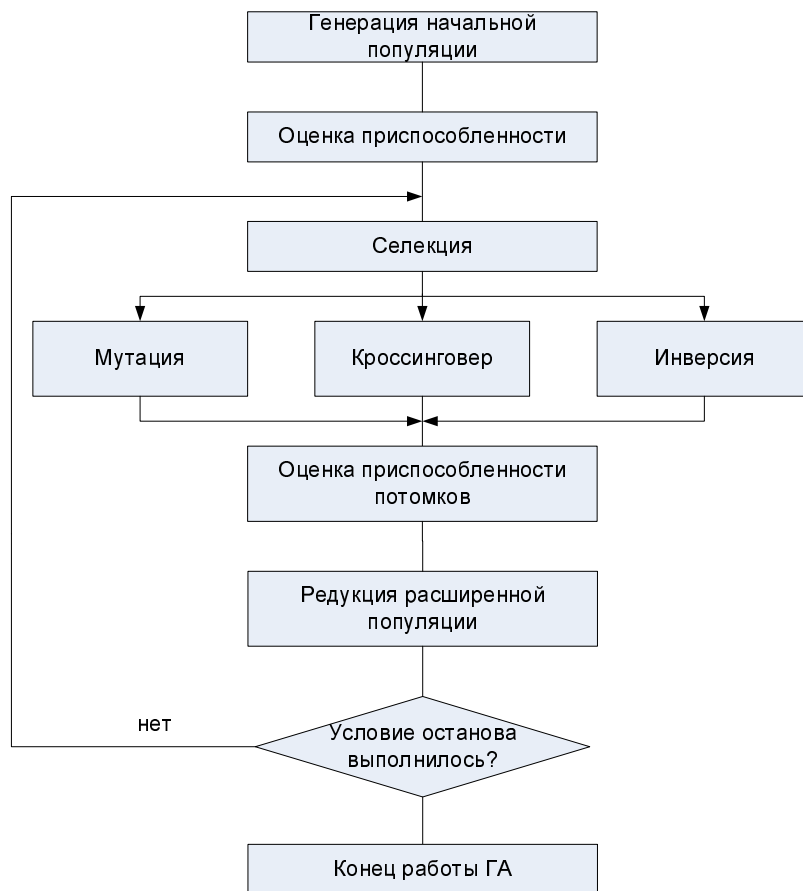 Генерация начальной
популяции
Оценка приспособленности
Селекция
Мутация
Кроссинговер
Инверсия
Оценка приспособленности
потомков
Редукция расширенной
популяции
нет
Условие останова
выполнилось?
Конец работы ГА